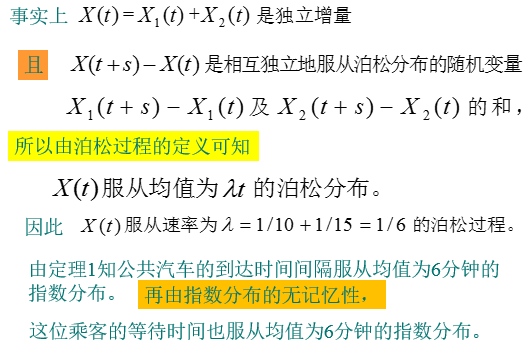 事实上 X(t)=X₁(t)+X₂(t) 是独立增量
且 X(t+s)−X(t) 是相互独立地服从泊松分布的随机变量
X₁(t+s)−X₁(t) 及 X₂(t+s)−X₂(t) 的和，
所以由泊松过程的定义可知
X(t) 服从均值为 λt 的泊松分布。
因此 X(t) 服从速率为 λ=1/10+1/15=1/6 的泊松过程。
由定理1知公共汽车的到达时间间隔服从均值为6分钟的
指数分布。 再由指数分布的无记忆性，
这位乘客的等待时间也服从均值为6分钟的指数分布。